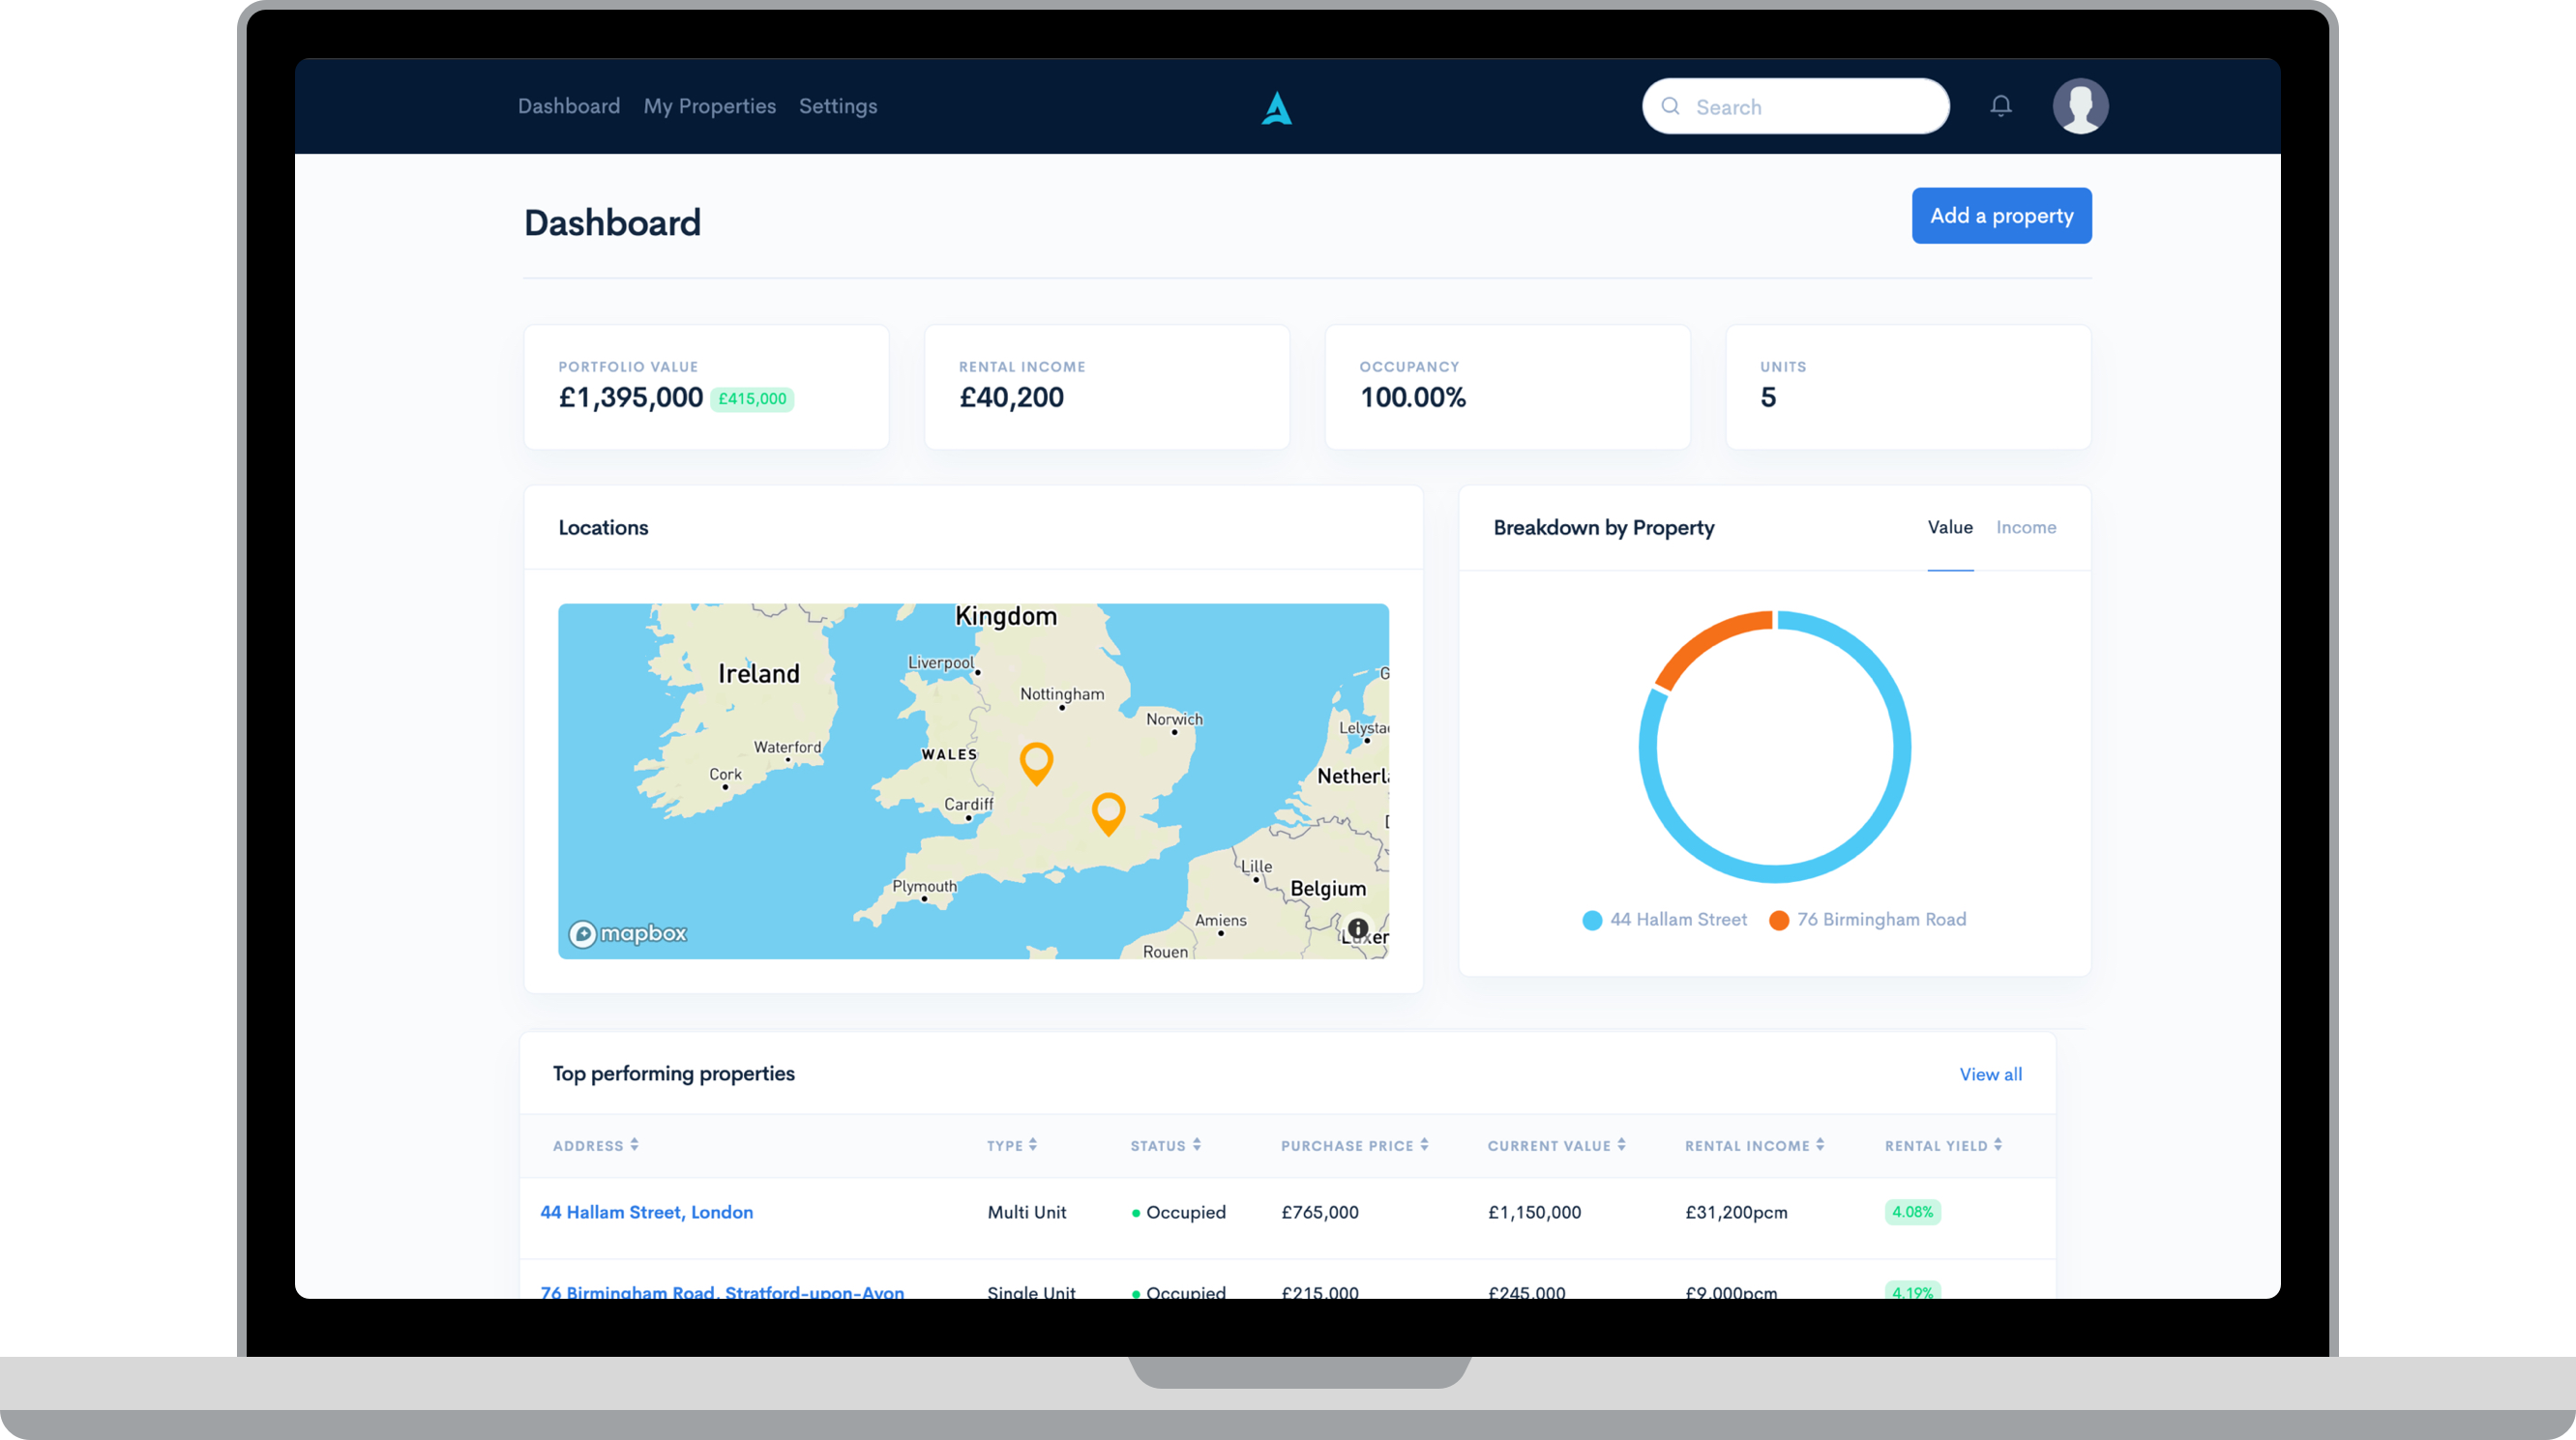 Dashboard My Properties Settings
Search
Dashboard
Add a property
PORTFOLIO VALUE
£1,395,000 £415,000
RENTAL INCOME
£40,200
OCCUPANCY
100.00%
UNITS
5
Locations
Kingdom
Ireland
Liverpool
Nottingham
Norwich
Waterford
Cork
WALES
Cardiff
Plymouth
G
Lelysta
Netherl
Lille
Belgium
Amiens
Luxer
Rouen
mapbox
Breakdown by Property
Value Income
44 Hallam Street 76 Birmingham Road
Top performing properties
View all
ADDRESS TYPE STATUS PURCHASE PRICE CURRENT VALUE RENTAL INCOME RENTAL YIELD
44 Hallam Street, London Multi Unit Occupied £765,000 £1,150,000 £31,200pcm 4.08%
76 Birmingham Road, Stratford-upon-Avon Single Unit Occupied £215,000 £245,000 £9,000pcm 4.19%